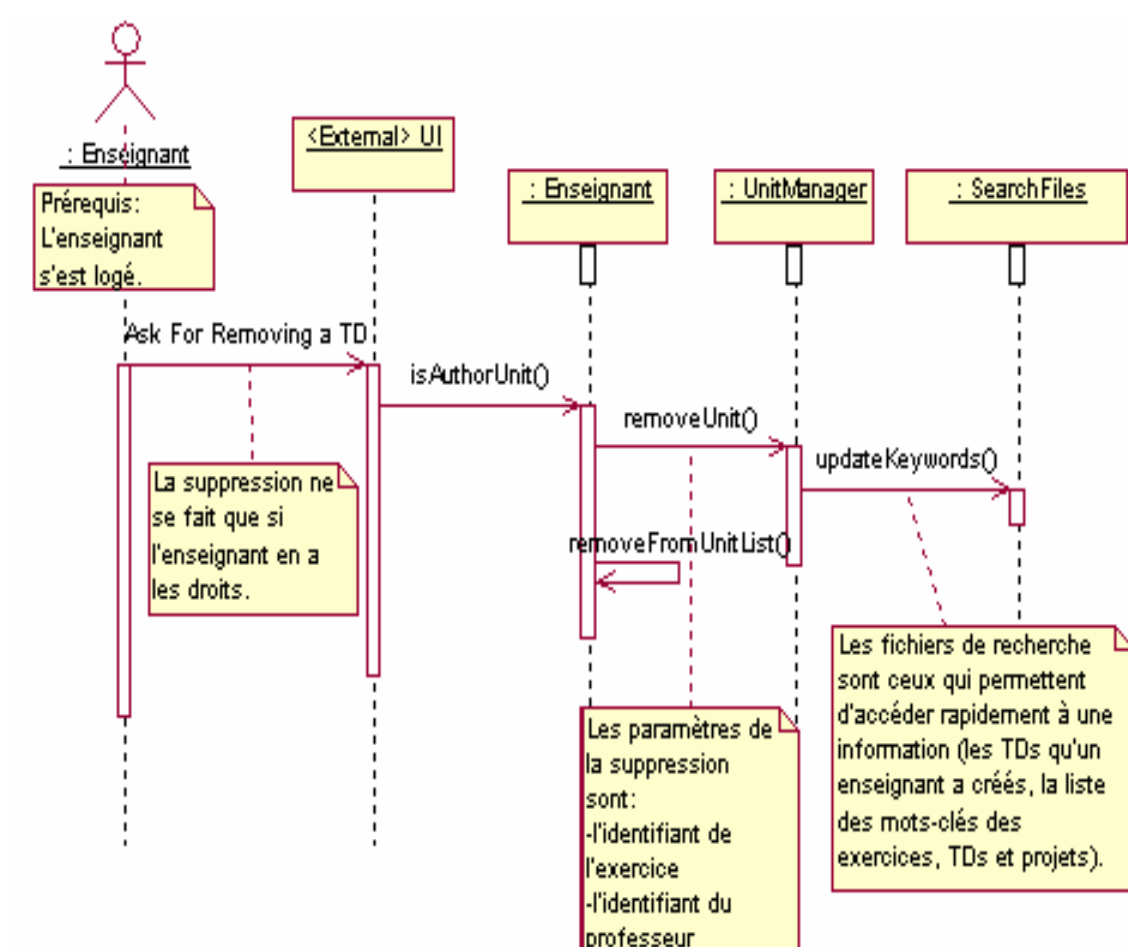 : Enseignant
<External> UI
: Enseignant
: UnitManager
: SearchFiles
Prérequis:
L'enseignant
s'est logé.
Ask For Removing a TD
isAuthorUnit()
removeUnit()
updateKeywords()
La suppression ne
se fait que si
l'enseignant en a
les droits.
removeFromUnitList()
Les paramètres de
la suppression
sont:
-l'identifiant de
l'exercice
-l'identifiant du
professeur
Les fichiers de recherche
sont ceux qui permettent
d'accéder rapidement à une
information (les TDs qu'un
enseignant a créés, la liste
des mots-clés des
exercices, TDs et projets).